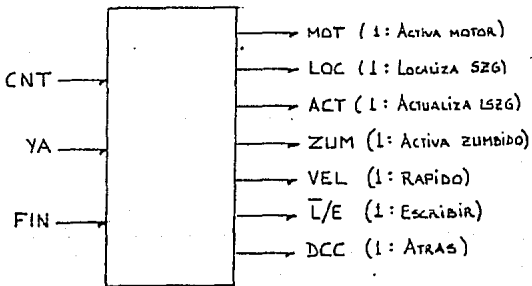 MOT (1: ACTIVA MOTOR)
LOC (1: LOCALIZA SZG)
ACT (1: ACTUALIZA LSZG)
ZUM (1: ACTIVA ZUMBIDO)
VEL (1: RAPIDO)
L̅/E (1: ESCRIBIR)
DCC (1: ATRAS)
CNT
YA
FIN